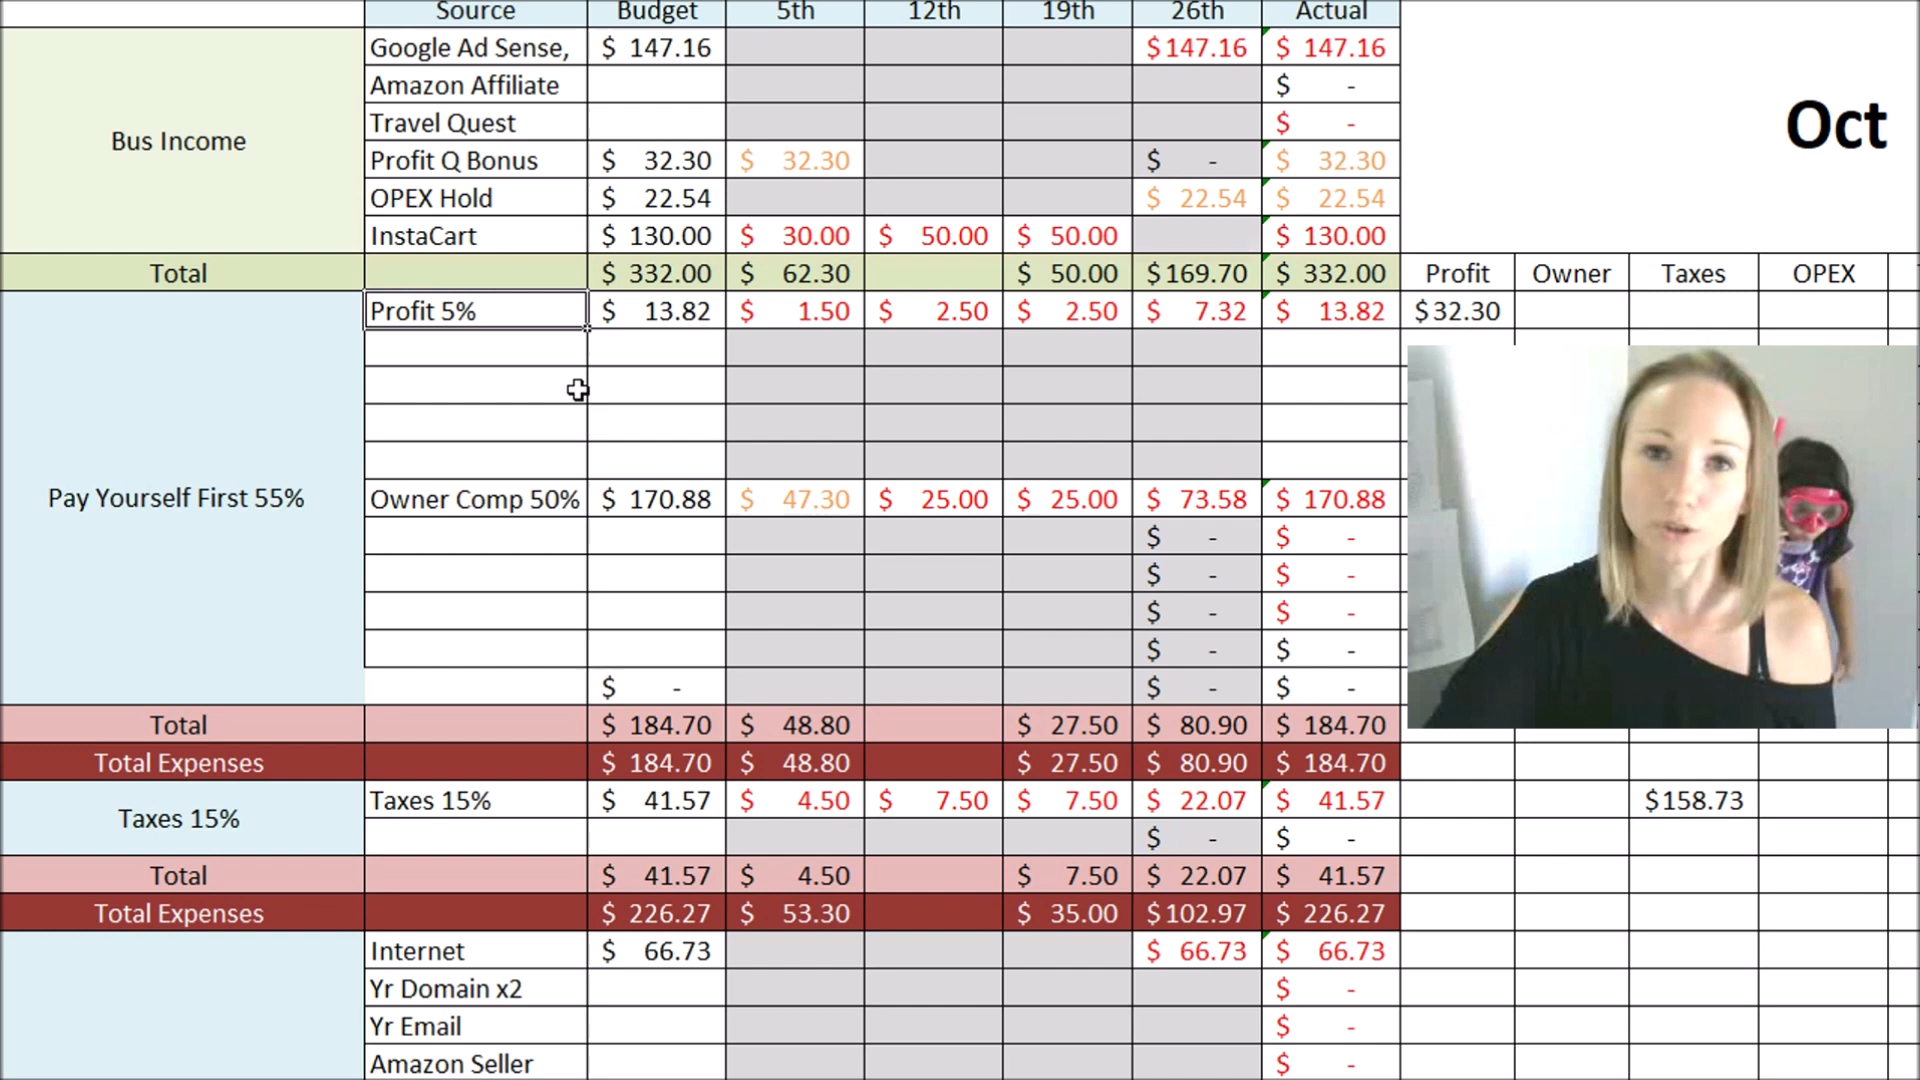 Source Budget 5th 12th 19th 26th Actual
Google Ad Sense, $ 147.16 $147.16 $ 147.16
Amazon Affiliate $ -
Oct
Travel Quest $ -
Bus Income
Profit Q Bonus $ 32.30 $ 32.30 $ - $ 32.30
OPEX Hold $ 22.54 $ 22.54 $ 22.54
InstaCart $ 130.00 $ 30.00 $ 50.00 $ 50.00 $ 130.00
Total $ 332.00 $ 62.30 $ 50.00 $169.70 $ 332.00 Profit Owner Taxes OPEX
Profit 5% $ 13.82 $ 1.50 $ 2.50 $ 2.50 $ 7.32 $ 13.82 $32.30
Pay Yourself First 55% Owner Comp 50% $ 170.88 $ 47.30 $ 25.00 $ 25.00 $ 73.58 $ 170.88
$ - $ -
$ - $ -
$ - $ -
$ - $ -
$ - $ - $ -
Total $ 184.70 $ 48.80 $ 27.50 $ 80.90 $ 184.70
Total Expenses $ 184.70 $ 48.80 $ 27.50 $ 80.90 $ 184.70
Taxes 15% Taxes 15% $ 41.57 $ 4.50 $ 7.50 $ 7.50 $ 22.07 $ 41.57 $158.73
$ - $ -
Total $ 41.57 $ 4.50 $ 7.50 $ 22.07 $ 41.57
Total Expenses $ 226.27 $ 53.30 $ 35.00 $102.97 $ 226.27
Internet $ 66.73 $ 66.73 $ 66.73
Yr Domain x2 $ -
Yr Email $ -
Amazon Seller $ -